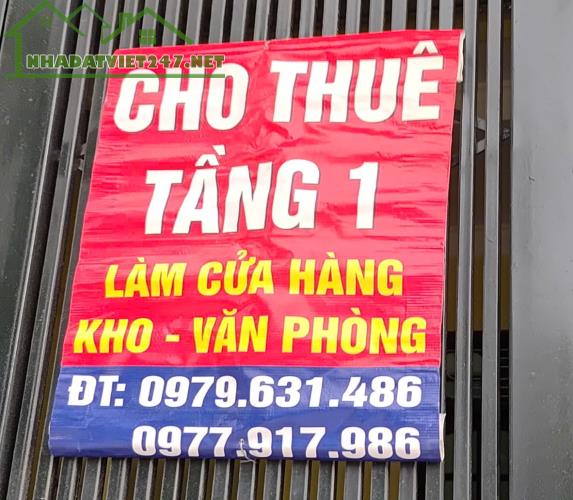 NHADATVIET247.NET
CHO THUÊ
TẦNG 1
LÀM CỬA HÀNG
KHO - VĂN PHÒNG
ĐT: 0979.631.486
0977.917.986